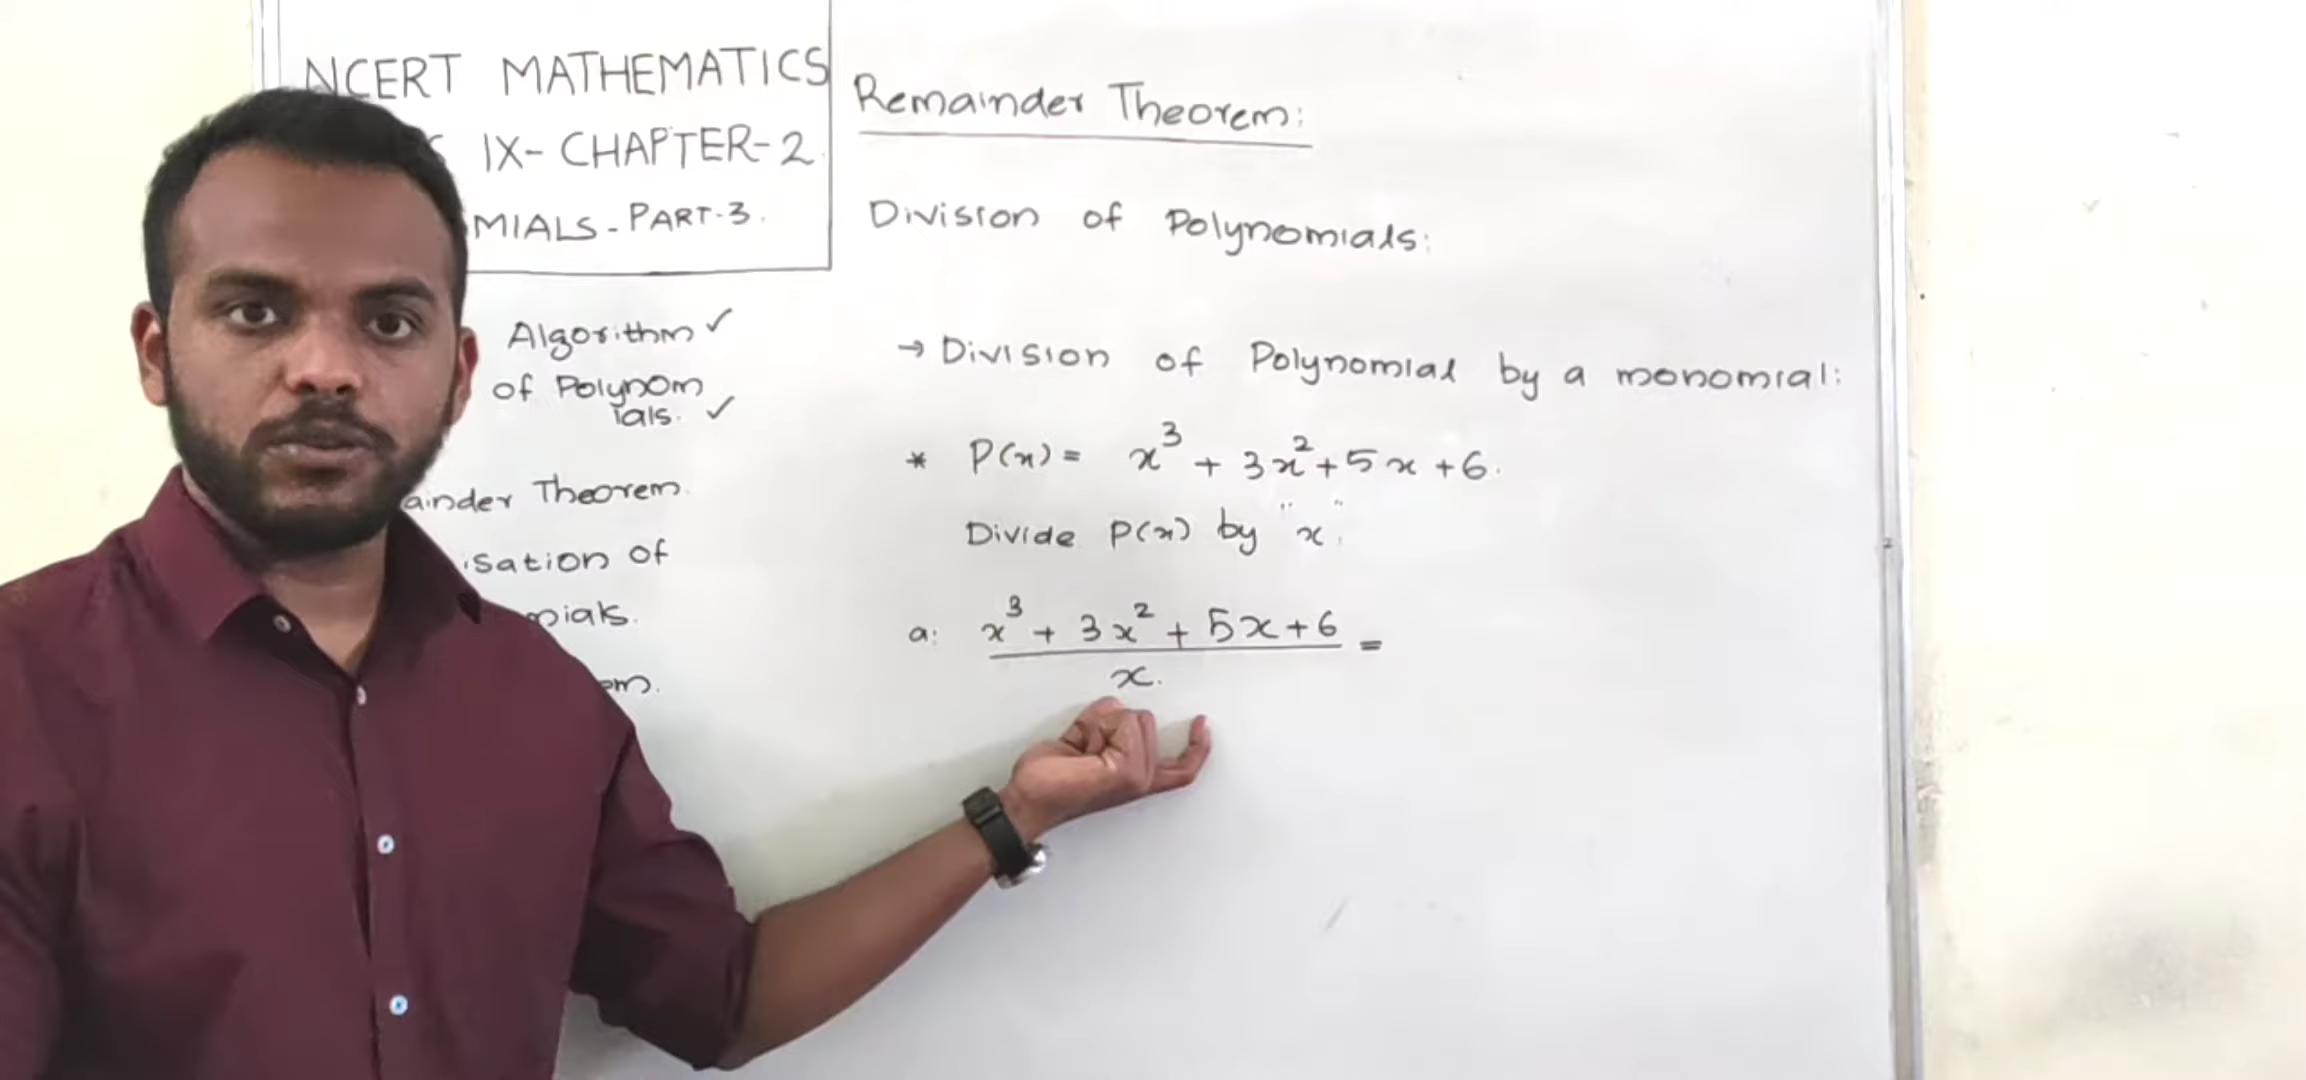 NCERT MATHEMATICS
IX- CHAPTER-2
MIALS - PART-3.
Algorithm ✓
of Polynom
ials. ✓
ainder Theorem.
isation of
mials.
em.
Remainder Theorem:
Division of Polynomials:
→ Division of Polynomial by a monomial:
* P(x) = x³ + 3x² + 5x + 6.
Divide P(x) by "x".
a: x³ + 3x² + 5x + 6 =
x.